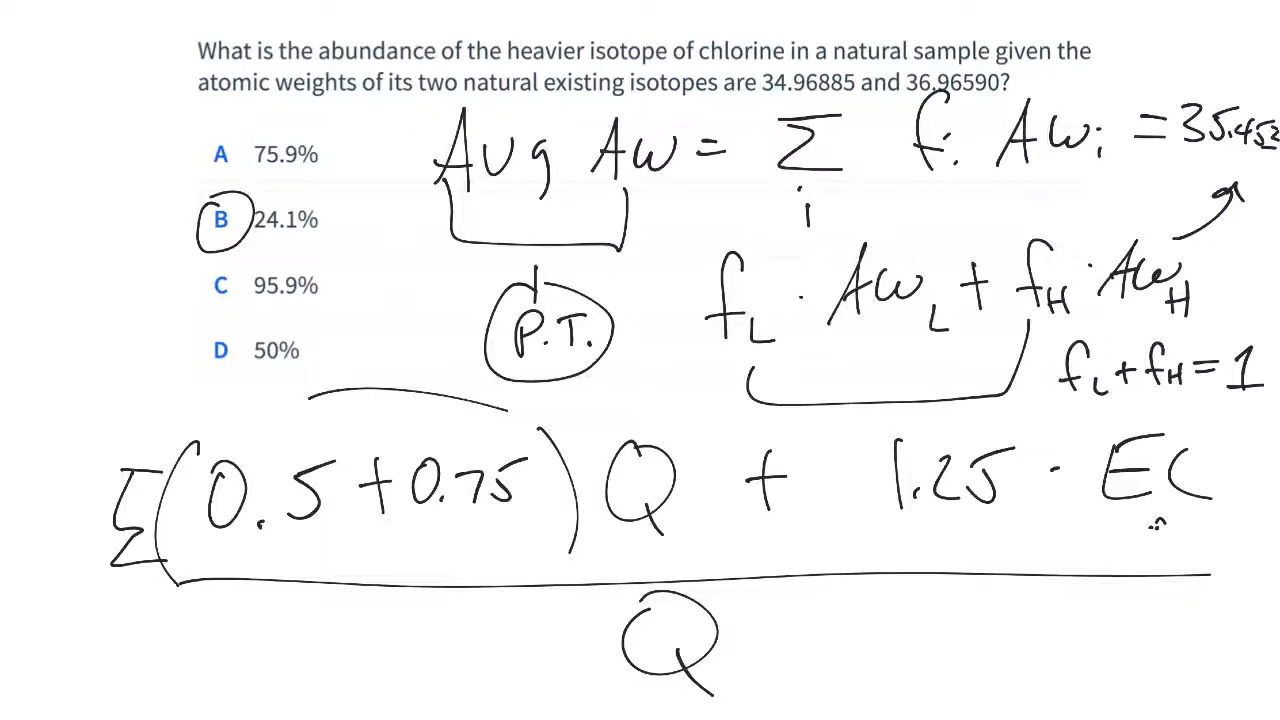 What is the abundance of the heavier isotope of chlorine in a natural sample given the
atomic weights of its two natural existing isotopes are 34.96885 and 36.96590?
A 75.9%
B 24.1%
C 95.9%
D 50%
Avg AW = Σ f. AWi = 35.452
i
fL · AWL + fH · AWH
P.T.
fL + fH = 1
Σ(0.5 + 0.75) Q + 1.25 · EC
Q